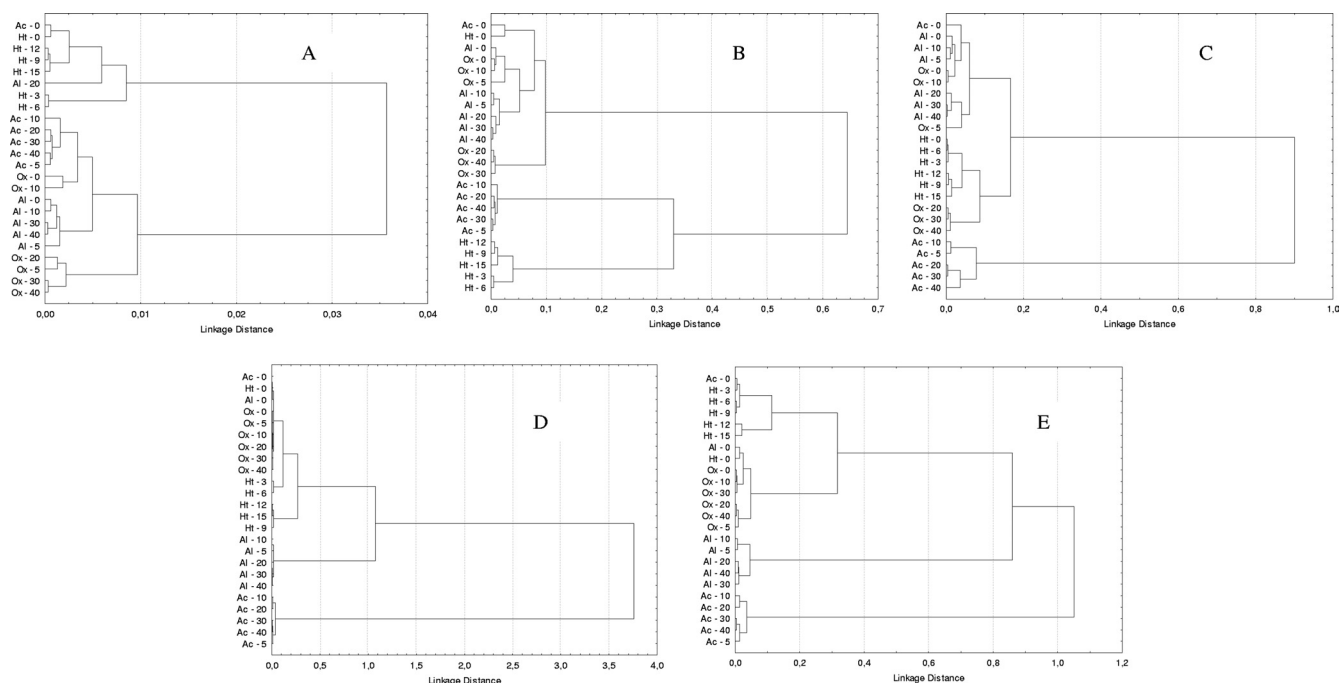 A
Ac - 0
Ht - 0
Ht - 12
Ht - 9
Ht - 15
Al - 20
Ht - 3
Ht - 6
Ac - 10
Ac - 20
Ac - 30
Ac - 40
Ac - 5
Ox - 0
Ox - 10
Al - 0
Al - 10
Al - 30
Al - 40
Al - 5
Ox - 20
Ox - 5
Ox - 30
Ox - 40
0,00 0,01 0,02 0,03 0,04
Linkage Distance
B
Ac - 0
Ht - 0
Al - 0
Ox - 0
Ox - 10
Ox - 5
Al - 10
Al - 5
Al - 20
Al - 30
Al - 40
Ox - 20
Ox - 40
Ox - 30
Ac - 10
Ac - 20
Ac - 40
Ac - 30
Ac - 5
Ht - 12
Ht - 9
Ht - 15
Ht - 3
Ht - 6
0,0 0,1 0,2 0,3 0,4 0,5 0,6 0,7
Linkage Distance
C
Ac - 0
Al - 0
Al - 10
Al - 5
Ox - 0
Ox - 10
Al - 20
Al - 30
Al - 40
Ox - 5
Ht - 0
Ht - 6
Ht - 3
Ht - 12
Ht - 9
Ht - 15
Ox - 20
Ox - 30
Ox - 40
Ac - 10
Ac - 5
Ac - 20
Ac - 30
Ac - 40
0,0 0,2 0,4 0,6 0,8 1,0
Linkage Distance
D
Ac - 0
Ht - 0
Al - 0
Ox - 0
Ox - 5
Ox - 10
Ox - 20
Ox - 30
Ox - 40
Ht - 3
Ht - 6
Ht - 12
Ht - 15
Ht - 9
Al - 10
Al - 5
Al - 20
Al - 30
Al - 40
Ac - 10
Ac - 20
Ac - 30
Ac - 40
Ac - 5
0,0 0,5 1,0 1,5 2,0 2,5 3,0 3,5 4,0
Linkage Distance
E
Ac - 0
Ht - 3
Ht - 6
Ht - 9
Ht - 12
Ht - 15
Al - 0
Ht - 0
Ox - 0
Ox - 10
Ox - 30
Ox - 20
Ox - 40
Ox - 5
Al - 10
Al - 5
Al - 20
Al - 40
Al - 30
Ac - 10
Ac - 20
Ac - 30
Ac - 40
Ac - 5
0,0 0,2 0,4 0,6 0,8 1,0 1,2
Linkage Distance